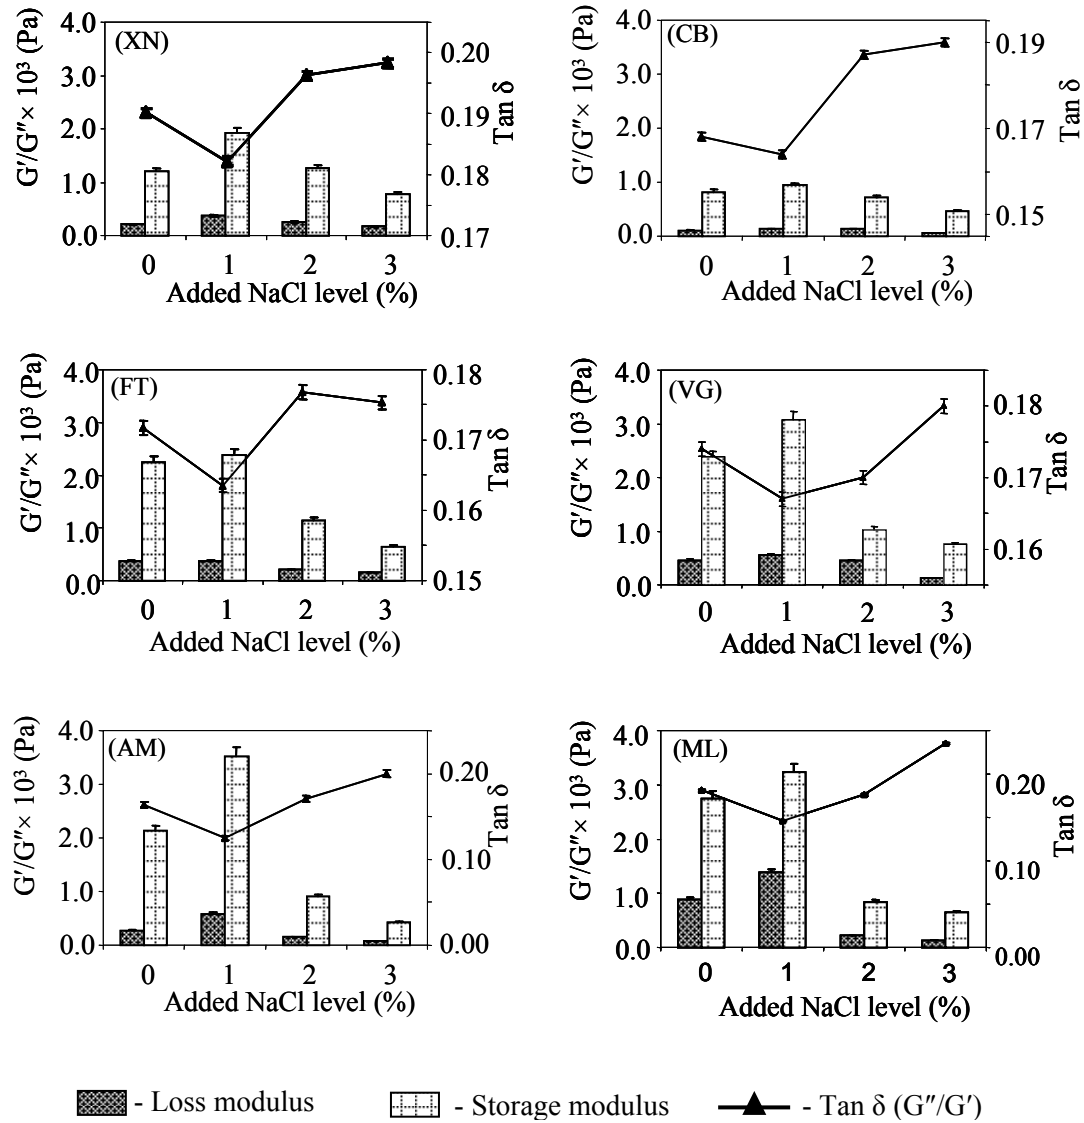 (XN)
G′/G″× 10³ (Pa)
4.0
3.0
2.0
1.0
0.0
0.20
0.19
0.18
0.17
Tan δ
0 1 2 3
Added NaCl level (%)
(CB)
G′/G″× 10³ (Pa)
4.0
3.0
2.0
1.0
0.0
0.19
0.17
0.15
Tan δ
0 1 2 3
Added NaCl level (%)
(FT)
G′/G″× 10³ (Pa)
4.0
3.0
2.0
1.0
0.0
0.18
0.17
0.16
0.15
Tan δ
0 1 2 3
Added NaCl level (%)
(VG)
G′/G″× 10³ (Pa)
4.0
3.0
2.0
1.0
0.0
0.18
0.17
0.16
Tan δ
0 1 2 3
Added NaCl level (%)
(AM)
G′/G″× 10³ (Pa)
4.0
3.0
2.0
1.0
0.0
0.20
0.10
0.00
Tan δ
0 1 2 3
Added NaCl level (%)
(ML)
G′/G″× 10³ (Pa)
4.0
3.0
2.0
1.0
0.0
0.20
0.10
0.00
Tan δ
0 1 2 3
Added NaCl level (%)
- Loss modulus - Storage modulus - Tan δ (G″/G′)